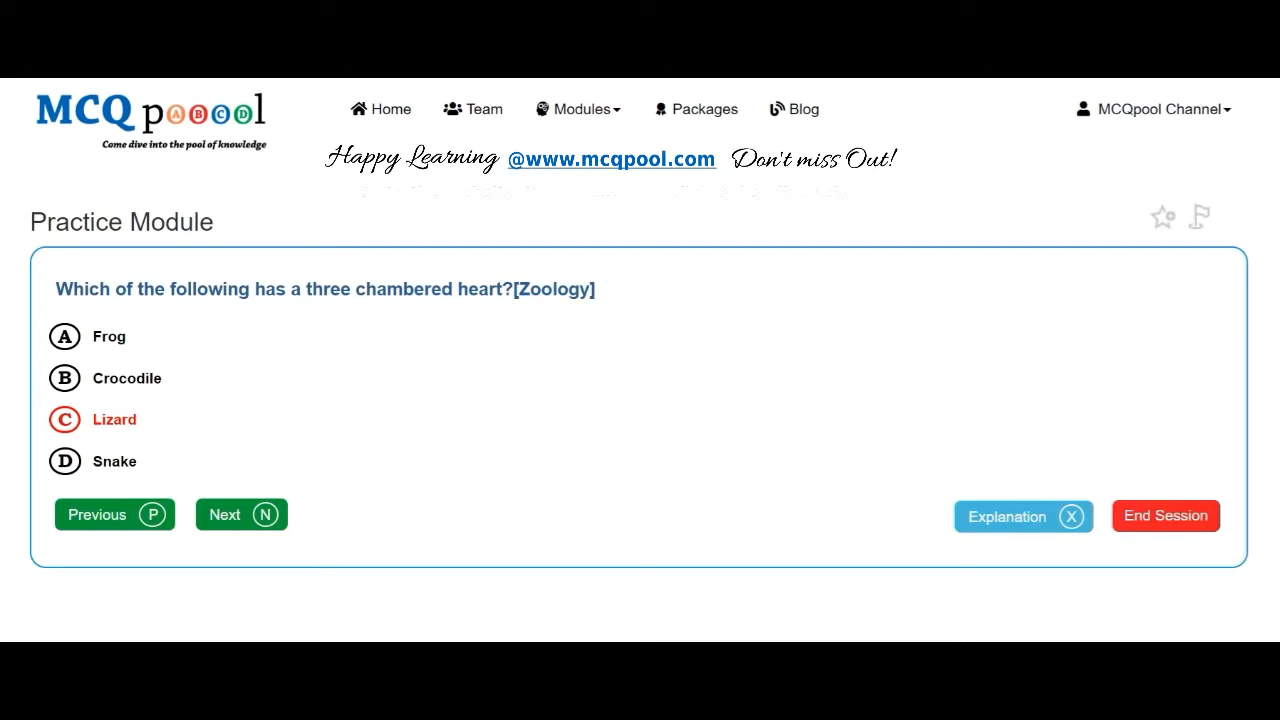 MCQ pooool
A B C D
Come dive into the pool of knowledge
Home Team Modules Packages Blog MCQpool Channel
Happy Learning @www.mcqpool.com Don't miss Out!
Practice Module
Which of the following has a three chambered heart?[Zoology]
A Frog
B Crocodile
C Lizard
D Snake
Previous P Next N Explanation X End Session